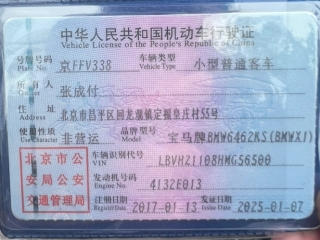 中华人民共和国机动车行驶证
Vehicle License of the People's Republic of China
号牌号码 京FFV338 车辆类型 小型普通客车
Plate No. Vehicle Type
所有人 张成付
Owner
住址 北京市昌平区回龙观镇定福皇庄村55号
Address
使用性质 非营运 品牌型号 宝马牌BMW6462KS(BMWX1)
Use Character Model
北京市公安局公安交通管理局
车辆识别代号 LBVHZ1108HMG56500
VIN
发动机号码 4132E013
Engine No.
注册日期 2017-01-13 发证日期 2025-01-07
Register Date Issue Date